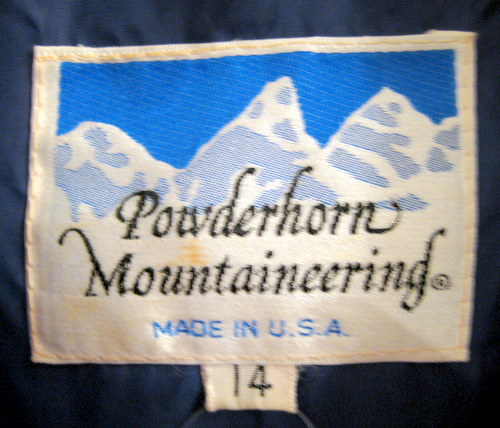 Powderhorn
Mountaineering®
MADE IN U.S.A.
14